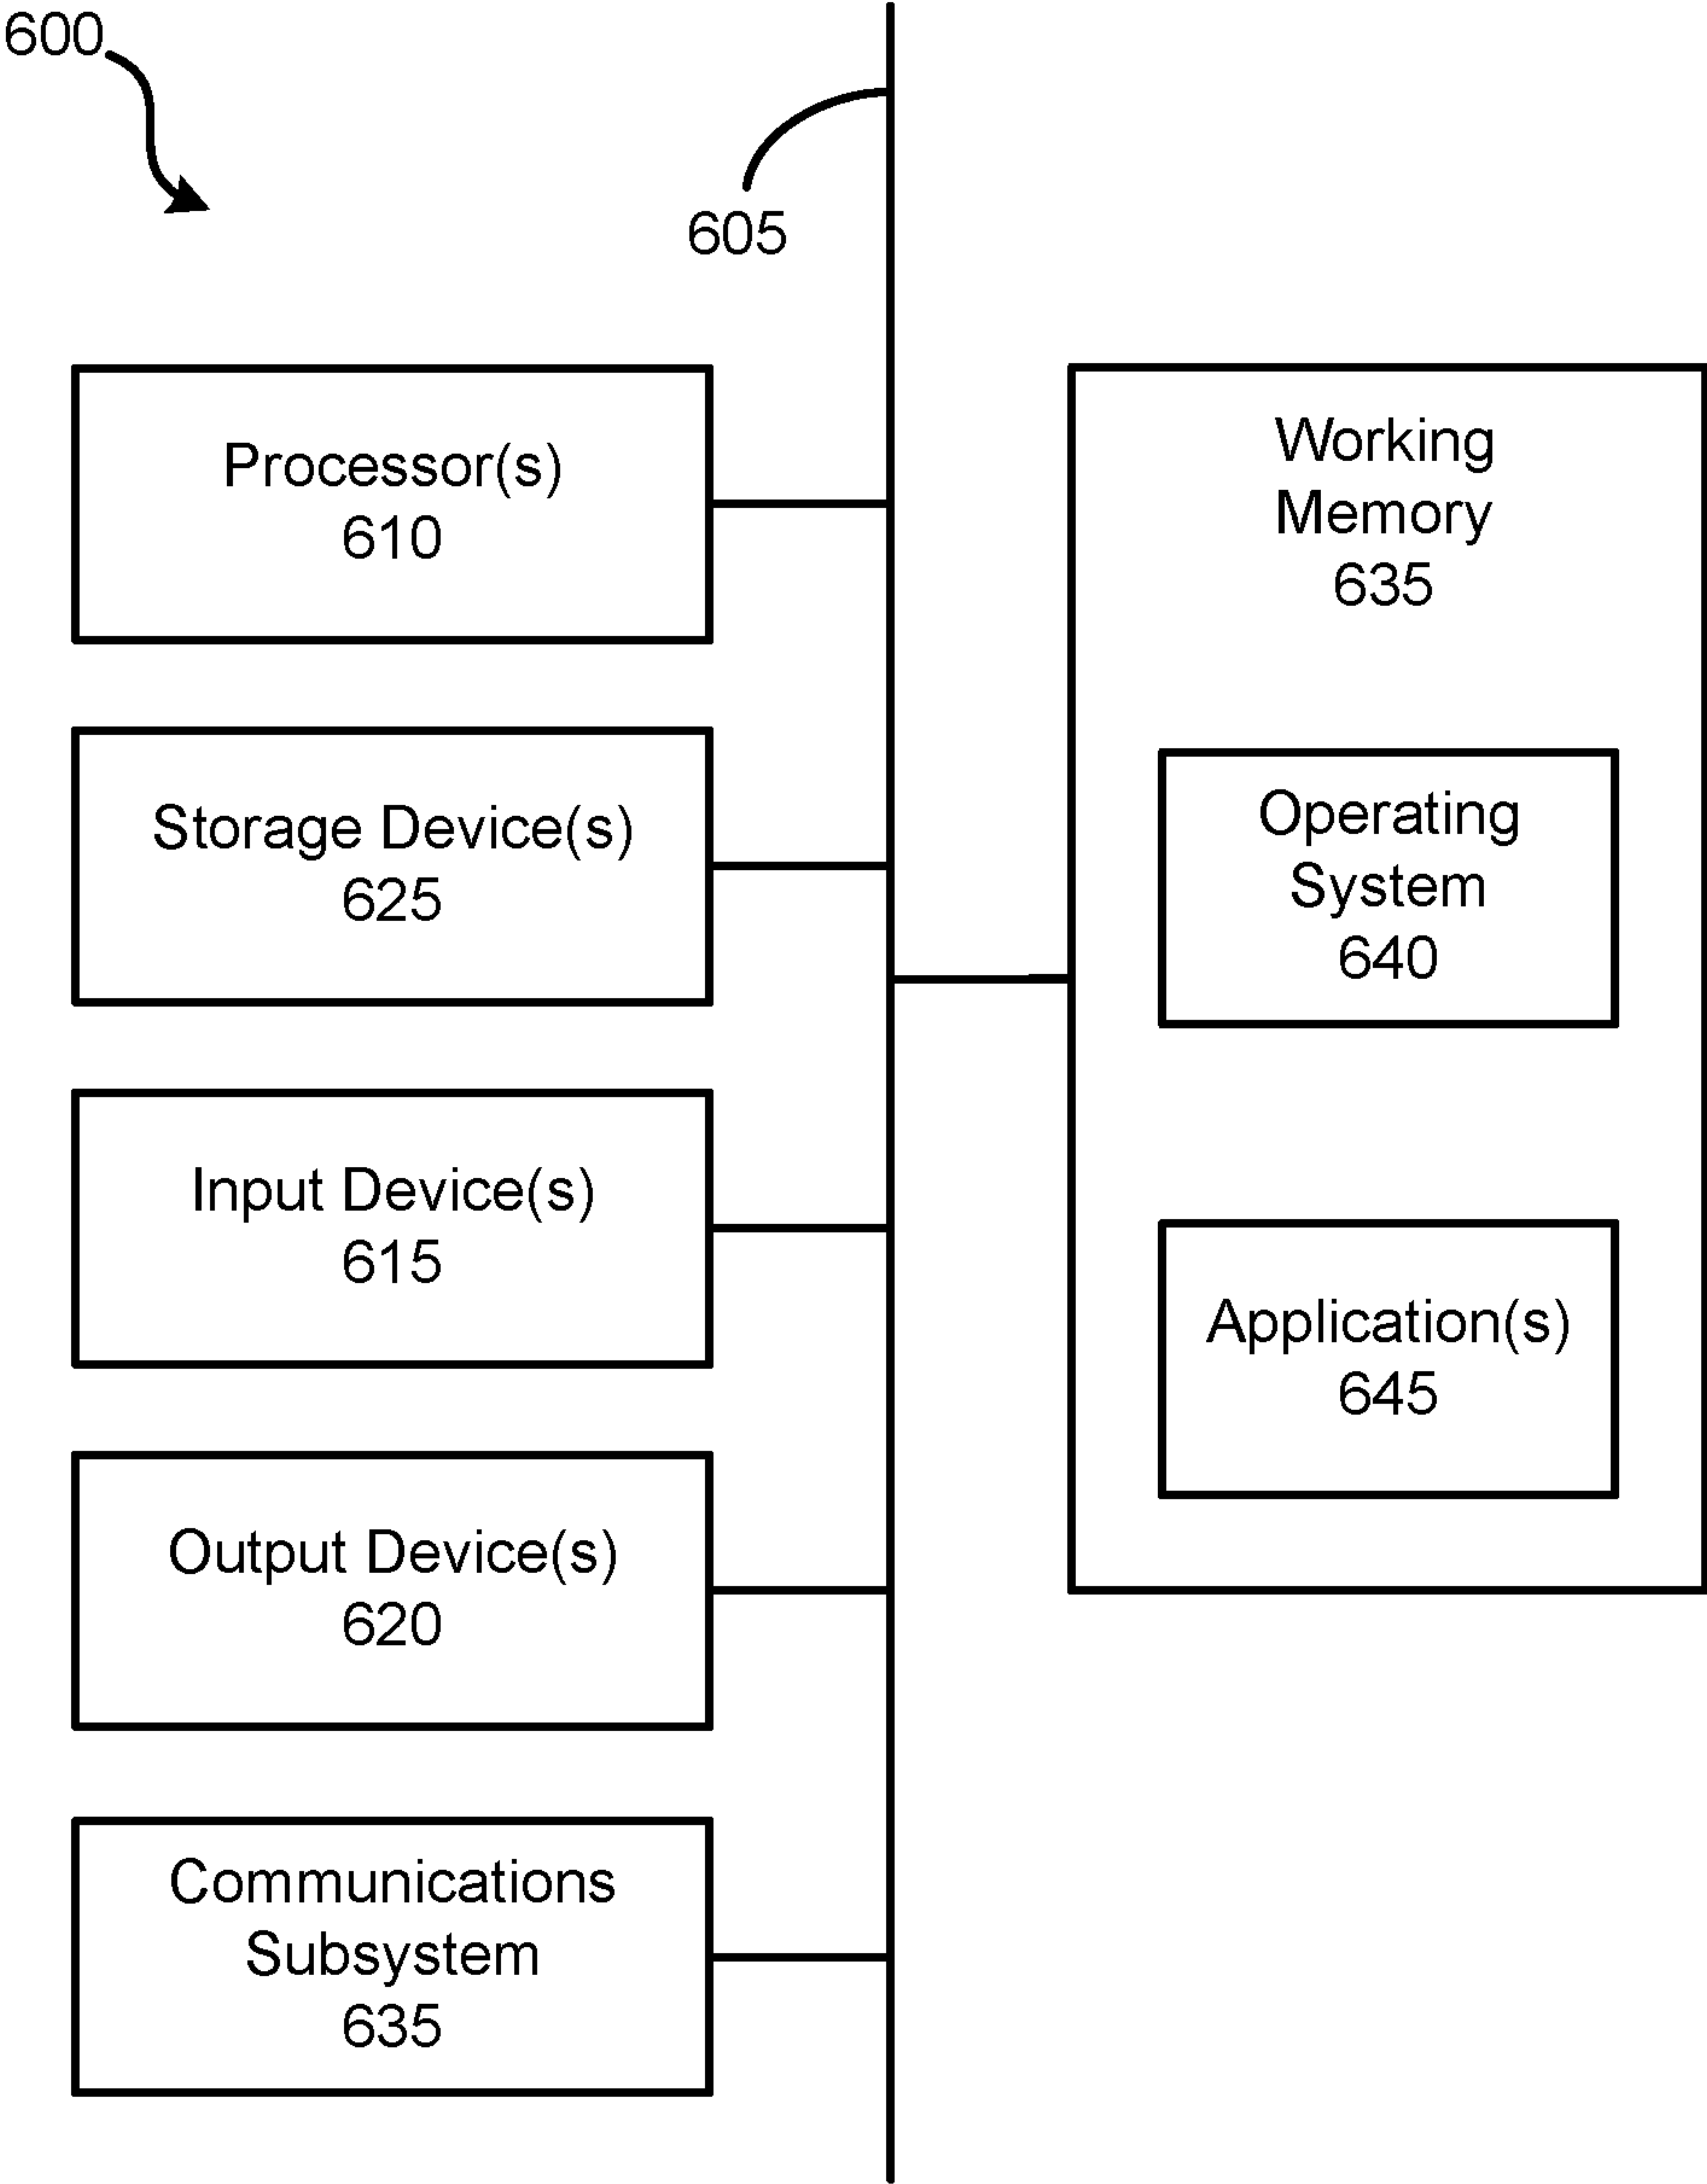 600
605
Processor(s)
610
Storage Device(s)
625
Input Device(s)
615
Output Device(s)
620
Communications
Subsystem
635
Working
Memory
635
Operating
System
640
Application(s)
645